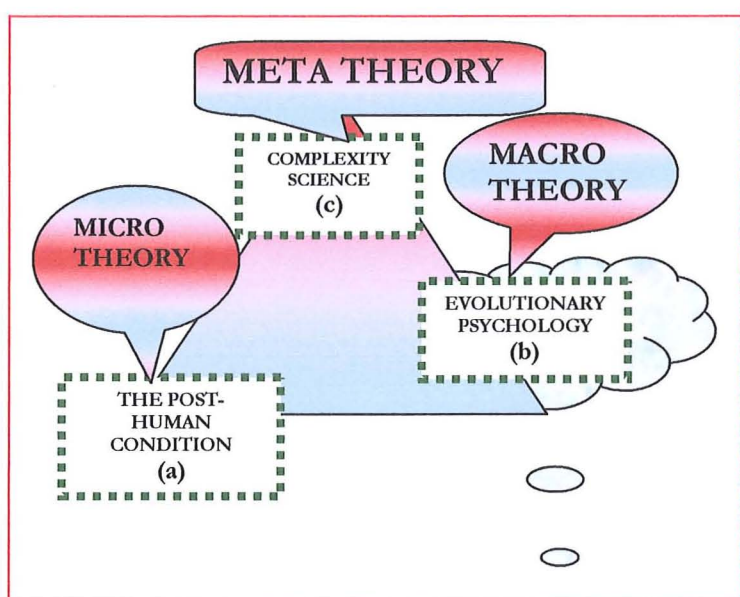 META THEORY
COMPLEXITY
SCIENCE
(c)
MACRO
THEORY
MICRO
THEORY
EVOLUTIONARY
PSYCHOLOGY
(b)
THE POST-
HUMAN
CONDITION
(a)